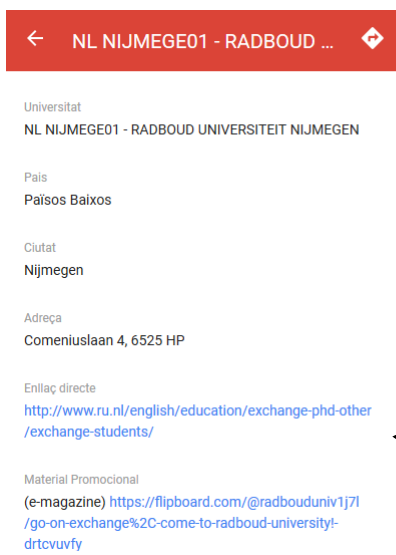 NL NIJMEGE01 - RADBOUD ...
Universitat
NL NIJMEGE01 - RADBOUD UNIVERSITEIT NIJMEGEN
Pais
Països Baixos
Ciutat
Nijmegen
Adreça
Comeniuslaan 4, 6525 HP
Enllaç directe
http://www.ru.nl/english/education/exchange-phd-other
/exchange-students/
Material Promocional
(e-magazine) https://flipboard.com/@radbouduniv1j7l
/go-on-exchange%2C-come-to-radboud-university!-
drtcvuvfy